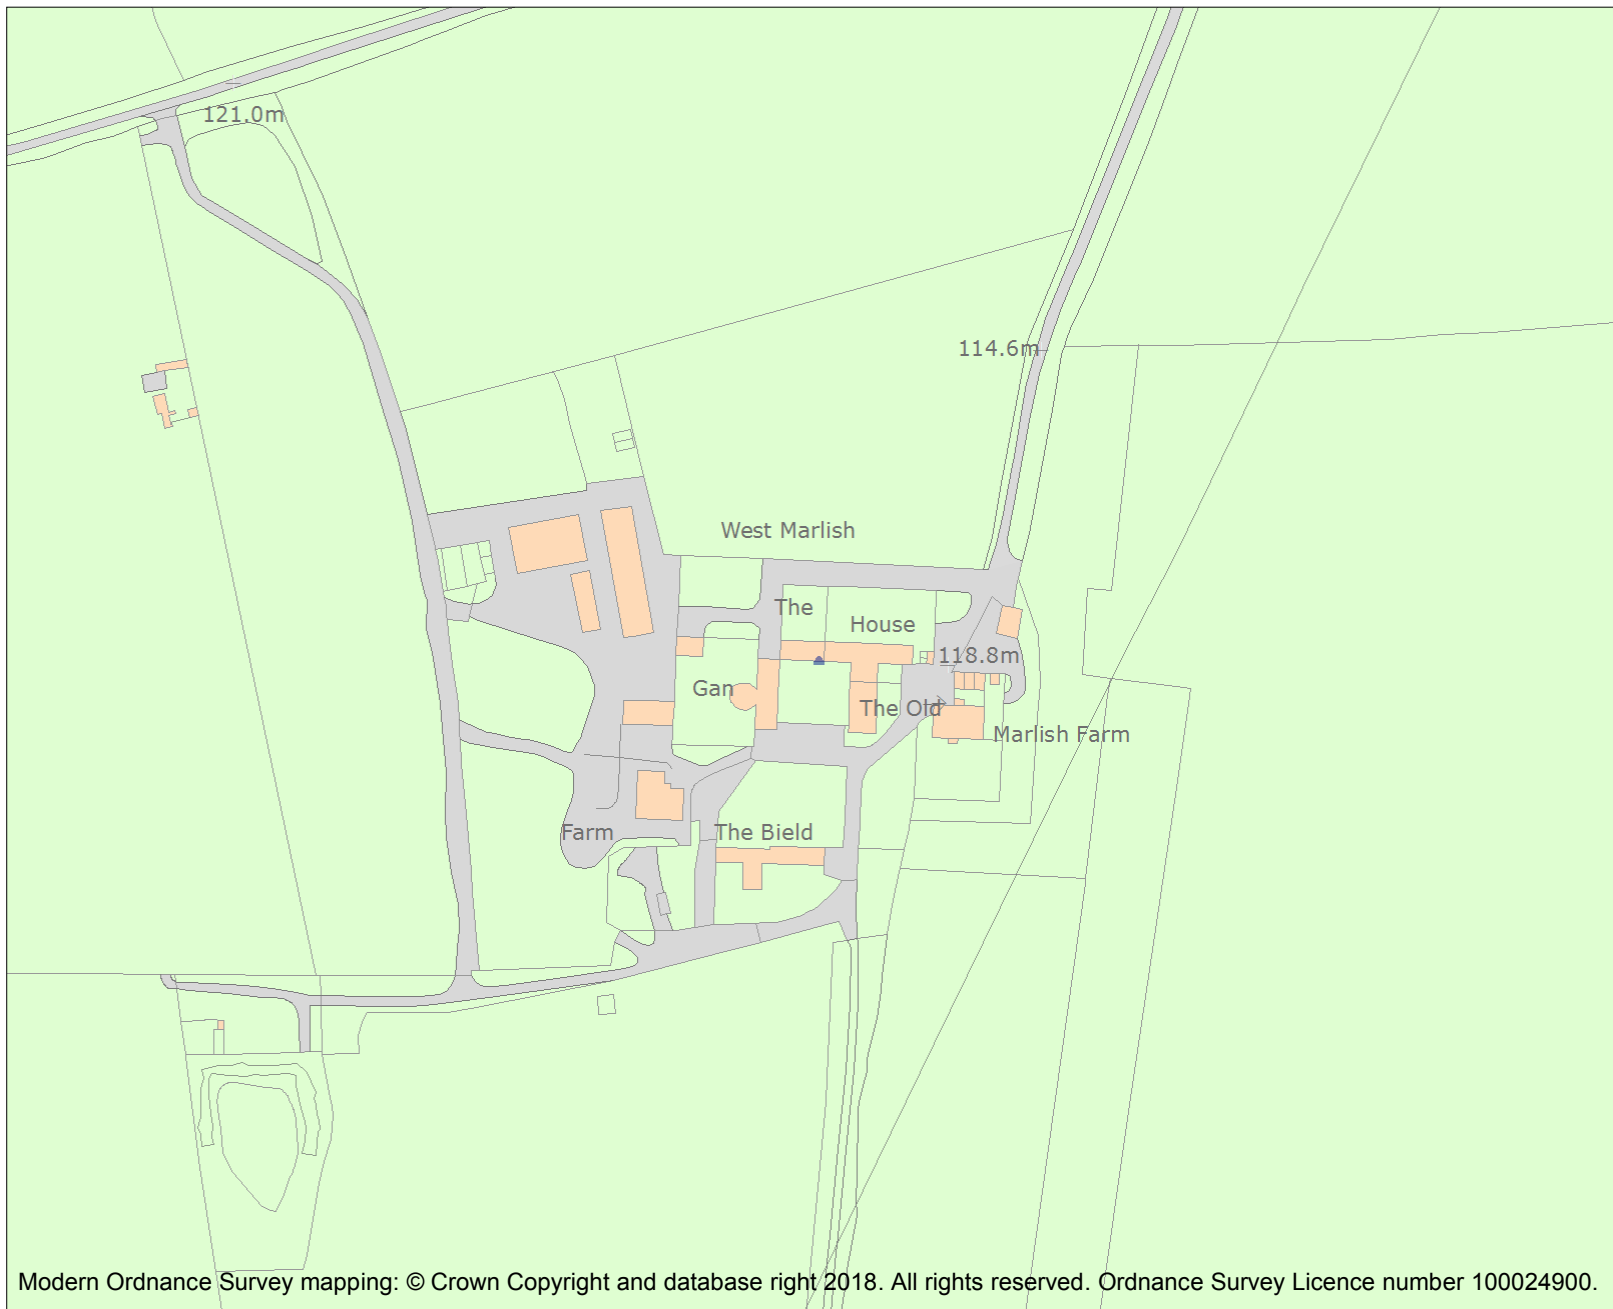 121.0m
114.6m
West Marlish
The
House
118.8m
Gan
The Old
Marlish Farm
Farm
The Bield
Modern Ordnance Survey mapping: © Crown Copyright and database right 2018. All rights reserved. Ordnance Survey Licence number 100024900.